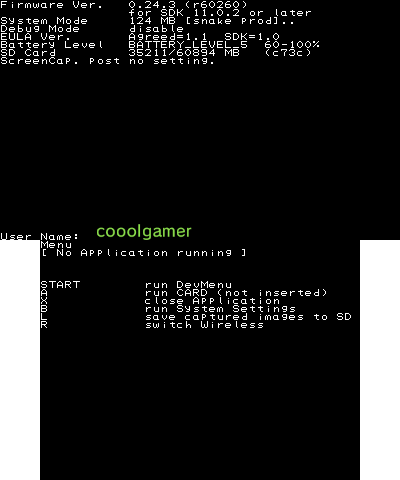 Firmware Ver. 0.24.3 (r60260)
for SDK 11.0.2 or later
System Mode 124 MB [snake Prod]..
Debug Mode disable
EULA Ver. Agreed=1.1 SDK=1.0
Battery Level BATTERY_LEVEL_5 60-100%
SD Card 35211/60894 MB (c73c)
ScreenCap. Post no setting.
User Name: cooolgamer
Menu
[ No Application running ]
START run DevMenu
A run CARD (not inserted)
X close Application
B run System Settings
L save captured images to SD
R switch Wireless